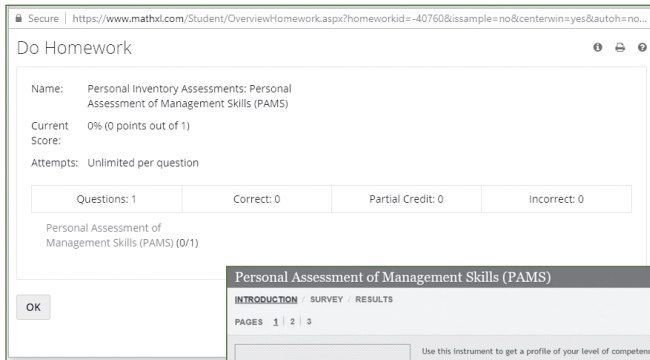 Secure | https://www.mathxl.com/Student/OverviewHomework.aspx?homeworkid=-40760&issample=no&centerwin=yes&autoh=no...
Do Homework
Name: Personal Inventory Assessments: Personal
Assessment of Management Skills (PAMS)
Current 0% (0 points out of 1)
Score:
Attempts: Unlimited per question
Questions: 1 Correct: 0 Partial Credit: 0 Incorrect: 0
Personal Assessment of
Management Skills (PAMS) (0/1)
OK
Personal Assessment of Management Skills (PAMS)
INTRODUCTION / SURVEY / RESULTS
PAGES 1 | 2 | 3
Use this instrument to get a profile of your level of competenc